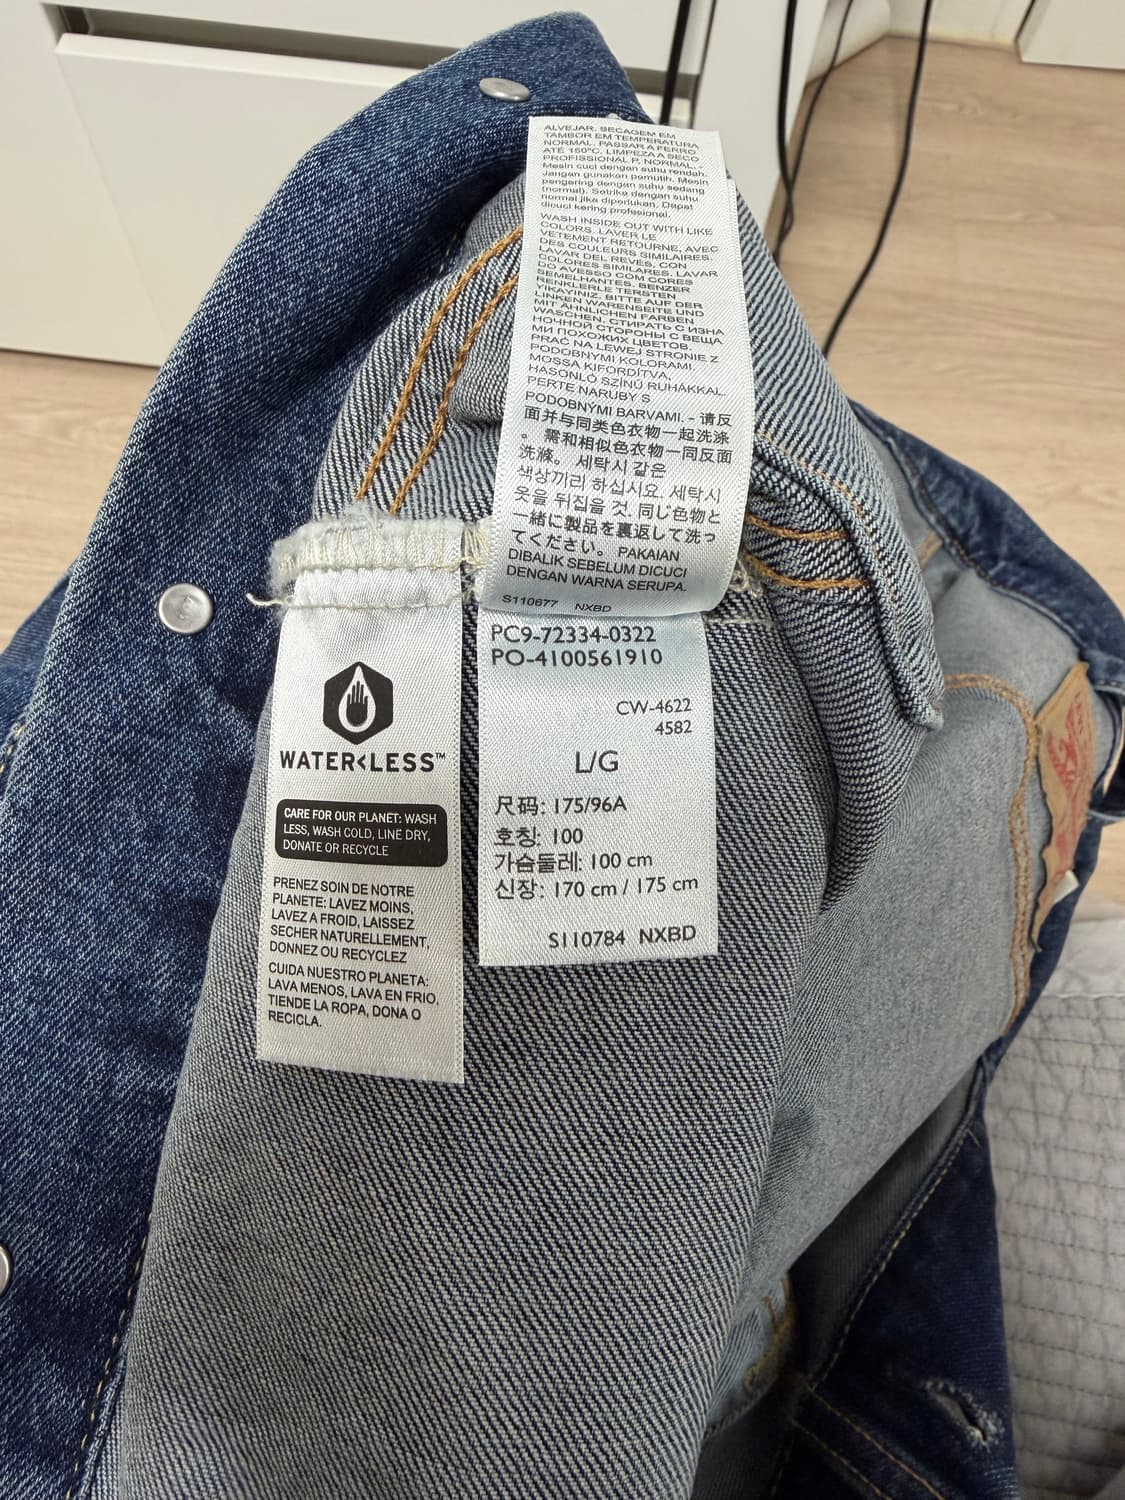 ALVEJAR. SECAGEM EM
TAMBOR EM TEMPERATURA
NORMAL. PASSAR A FERRO
ATÉ 150ºC. LIMPEZA A SECO
PROFISSIONAL P, NORMAL. -
Mesin cuci dengan suhu rendah.
Jangan gunakan pemutih. Mesin
pengering dengan suhu sedang
(normal). Setrika dengan suhu
normal jika diperlukan. Dapat
dicuci kering profesional.
WASH INSIDE OUT WITH LIKE
COLORS. LAVER LE
VETEMENT RETOURNE, AVEC
DES COULEURS SIMILAIRES.
LAVAR DEL REVES, CON
COLORES SIMILARES. LAVAR
DO AVESSO COM CORES
SEMELHANTES. BENZER
RENKLERLE TERSTEN
YIKAYINIZ. BITTE AUF DER
LINKEN WARENSEITE UND
MIT ÄHNLICHEN FARBEN
WASCHEN. СТИРАТЬ С ИЗНА
НОЧНОЙ СТОРОНЫ С ВЕЩА
МИ ПОХОЖИХ ЦВЕТОВ.
PRAĆ NA LEWEJ STRONIE Z
PODOBNYMI KOLORAMI.
MOSSA KIFORDÍTVA,
HASONLÓ SZÍNŰ RUHÁKKAL.
PERTE NARUBY S
PODOBNÝMI BARVAMI. - 请反
面并与同类色衣物一起洗涤
。 需和相似色衣物一同反面
洗滌。 세탁시 같은
색상끼리 하십시요. 세탁시
옷을 뒤집을 것. 同じ色物と
一緒に製品を裏返して洗っ
てください。 PAKAIAN
DIBALIK SEBELUM DICUCI
DENGAN WARNA SERUPA.
S110677 NXBD
PC9-72334-0322
PO-4100561910
CW-4622
4582
L/G
尺码: 175/96A
호칭: 100
가슴둘레: 100 cm
신장: 170 cm / 175 cm
S110784 NXBD
WATER<LESS™
CARE FOR OUR PLANET: WASH
LESS, WASH COLD, LINE DRY,
DONATE OR RECYCLE
PRENEZ SOIN DE NOTRE
PLANETE: LAVEZ MOINS,
LAVEZ A FROID, LAISSEZ
SECHER NATURELLEMENT,
DONNEZ OU RECYCLEZ
CUIDA NUESTRO PLANETA:
LAVA MENOS, LAVA EN FRIO,
TIENDE LA ROPA, DONA O
RECICLA.